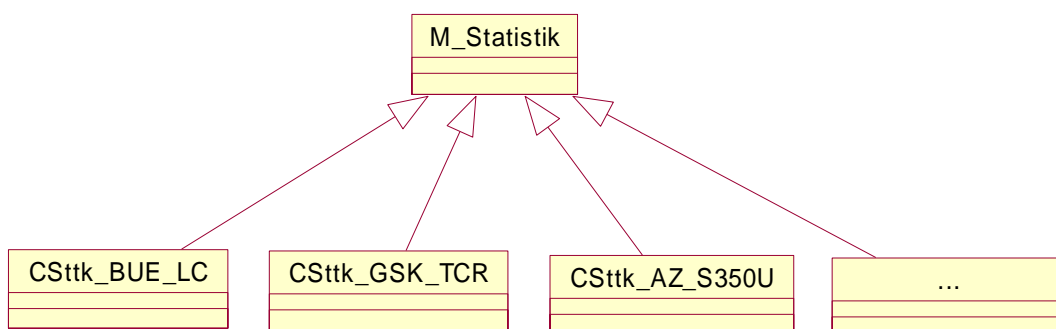 M_Statistik
CSttk_BUE_LC
CSttk_GSK_TCR
CSttk_AZ_S350U
...